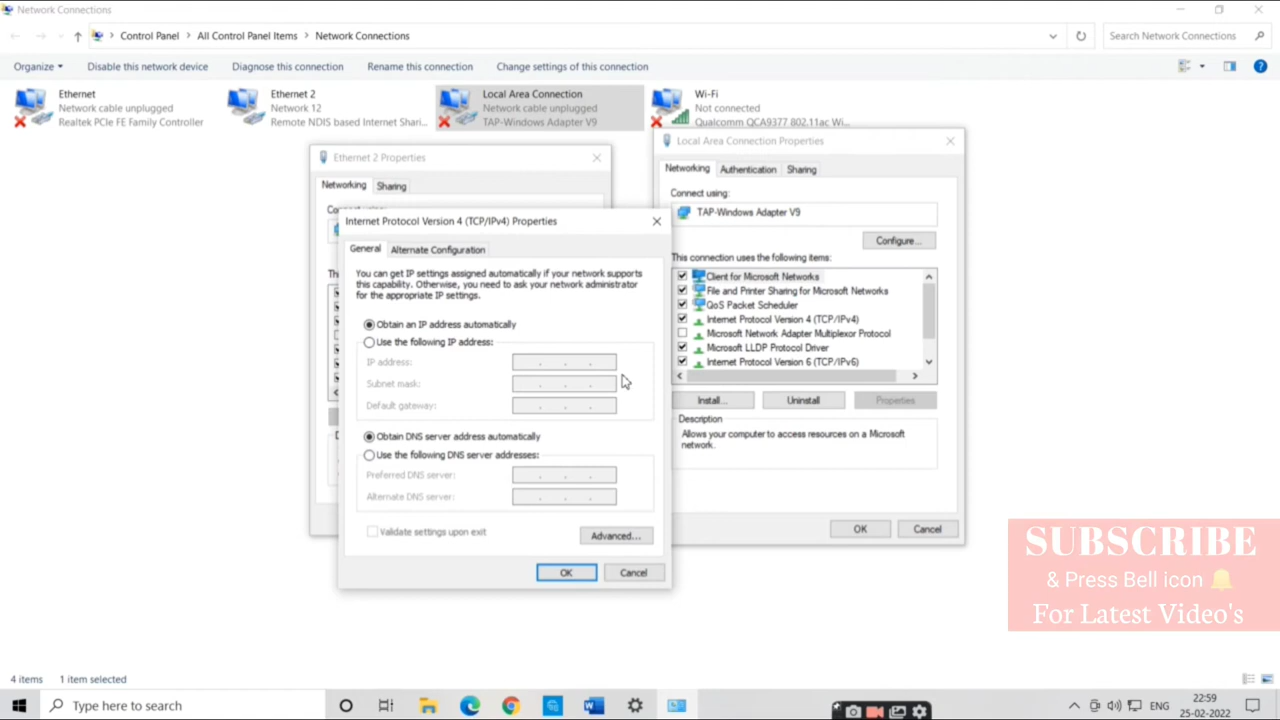 Network Connections
Control Panel > All Control Panel Items > Network Connections
Search Network Connections
Organize
Disable this network device
Diagnose this network connection
Rename this connection
Change settings of this connection
Ethernet
Network cable unplugged
Realtek PCIe FE Family Controller
Ethernet 2
Network 12
Remote NDIS based Internet Shari...
Local Area Connection
Network cable unplugged
TAP-Windows Adapter V9
Wi-Fi
Not connected
Qualcomm QCA9377 802.11ac Wi...
Ethernet 2 Properties
Networking
Sharing
Internet Protocol Version 4 (TCP/IPv4) Properties
General
Alternate Configuration
You can get IP settings assigned automatically if your network supports
this capability. Otherwise, you need to ask your network administrator
for the appropriate IP settings.
Obtain an IP address automatically
Use the following IP address:
IP address:
Subnet mask:
Default gateway:
Obtain DNS server address automatically
Use the following DNS server addresses:
Preferred DNS server:
Alternate DNS server:
Validate settings upon exit
Advanced...
OK
Cancel
Local Area Connection Properties
Networking
Authentication
Sharing
Connect using:
TAP-Windows Adapter V9
Configure...
This connection uses the following items:
Client for Microsoft Networks
File and Printer Sharing for Microsoft Networks
QoS Packet Scheduler
Internet Protocol Version 4 (TCP/IPv4)
Microsoft Network Adapter Multiplexor Protocol
Microsoft LLDP Protocol Driver
Internet Protocol Version 6 (TCP/IPv6)
Install...
Uninstall
Properties
Description
Allows your computer to access resources on a Microsoft
network.
OK
Cancel
SUBSCRIBE
& Press Bell icon
For Latest Video's
4 items
1 item selected
Type here to search
ENG
22:59
25-02-2022